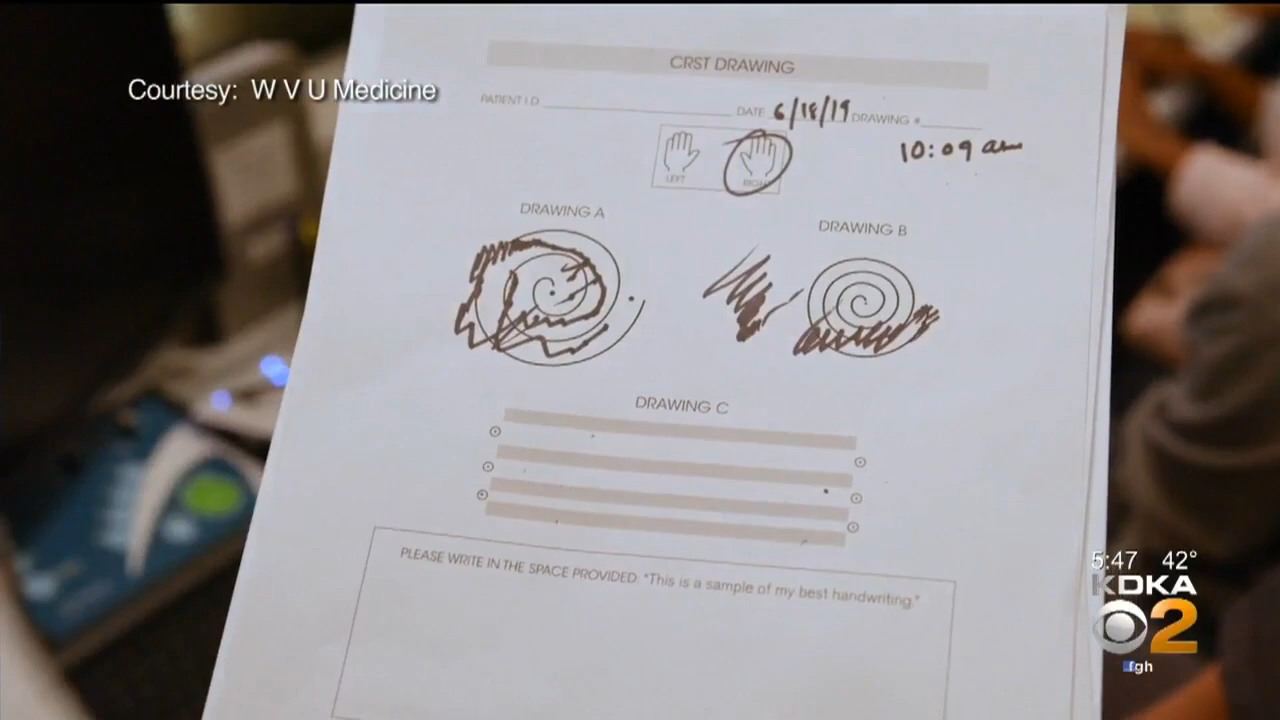 Courtesy: W V U Medicine
CRST DRAWING
PATIENT I.D. DATE 6/18/19 DRAWING #
10:09 am
LEFT RIGHT
DRAWING A
DRAWING B
DRAWING C
PLEASE WRITE IN THE SPACE PROVIDED: "This is a sample of my best handwriting."
5:47 42°
KDKA
2
fgh